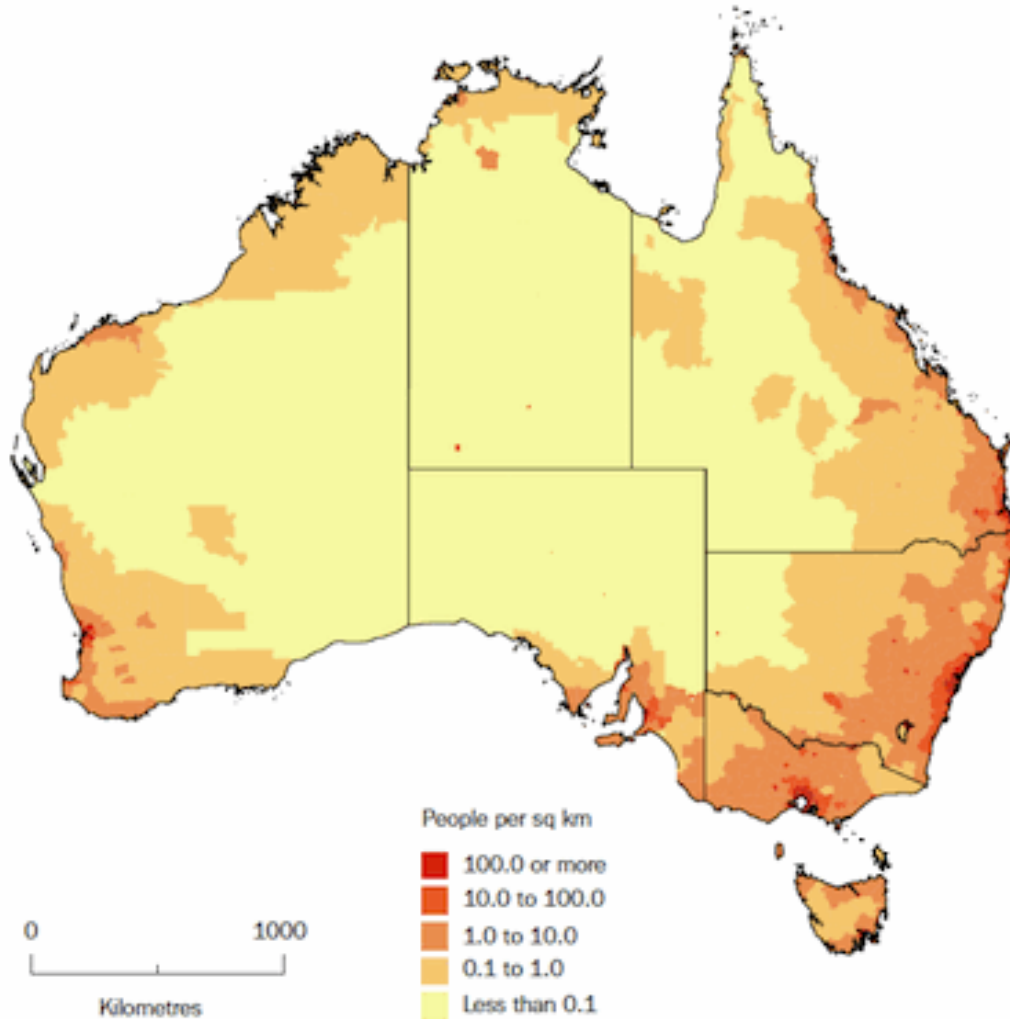 People per sq km
100.0 or more
10.0 to 100.0
1.0 to 10.0
0.1 to 1.0
Less than 0.1
0 1000
Kilometres